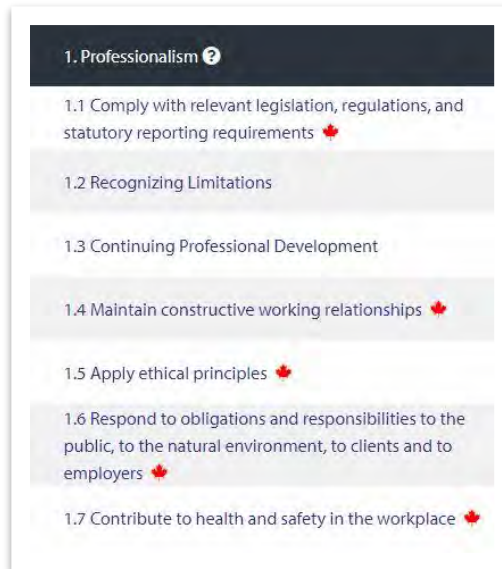 1. Professionalism ?
1.1 Comply with relevant legislation, regulations, and
statutory reporting requirements
1.2 Recognizing Limitations
1.3 Continuing Professional Development
1.4 Maintain constructive working relationships
1.5 Apply ethical principles
1.6 Respond to obligations and responsibilities to the
public, to the natural environment, to clients and to
employers
1.7 Contribute to health and safety in the workplace